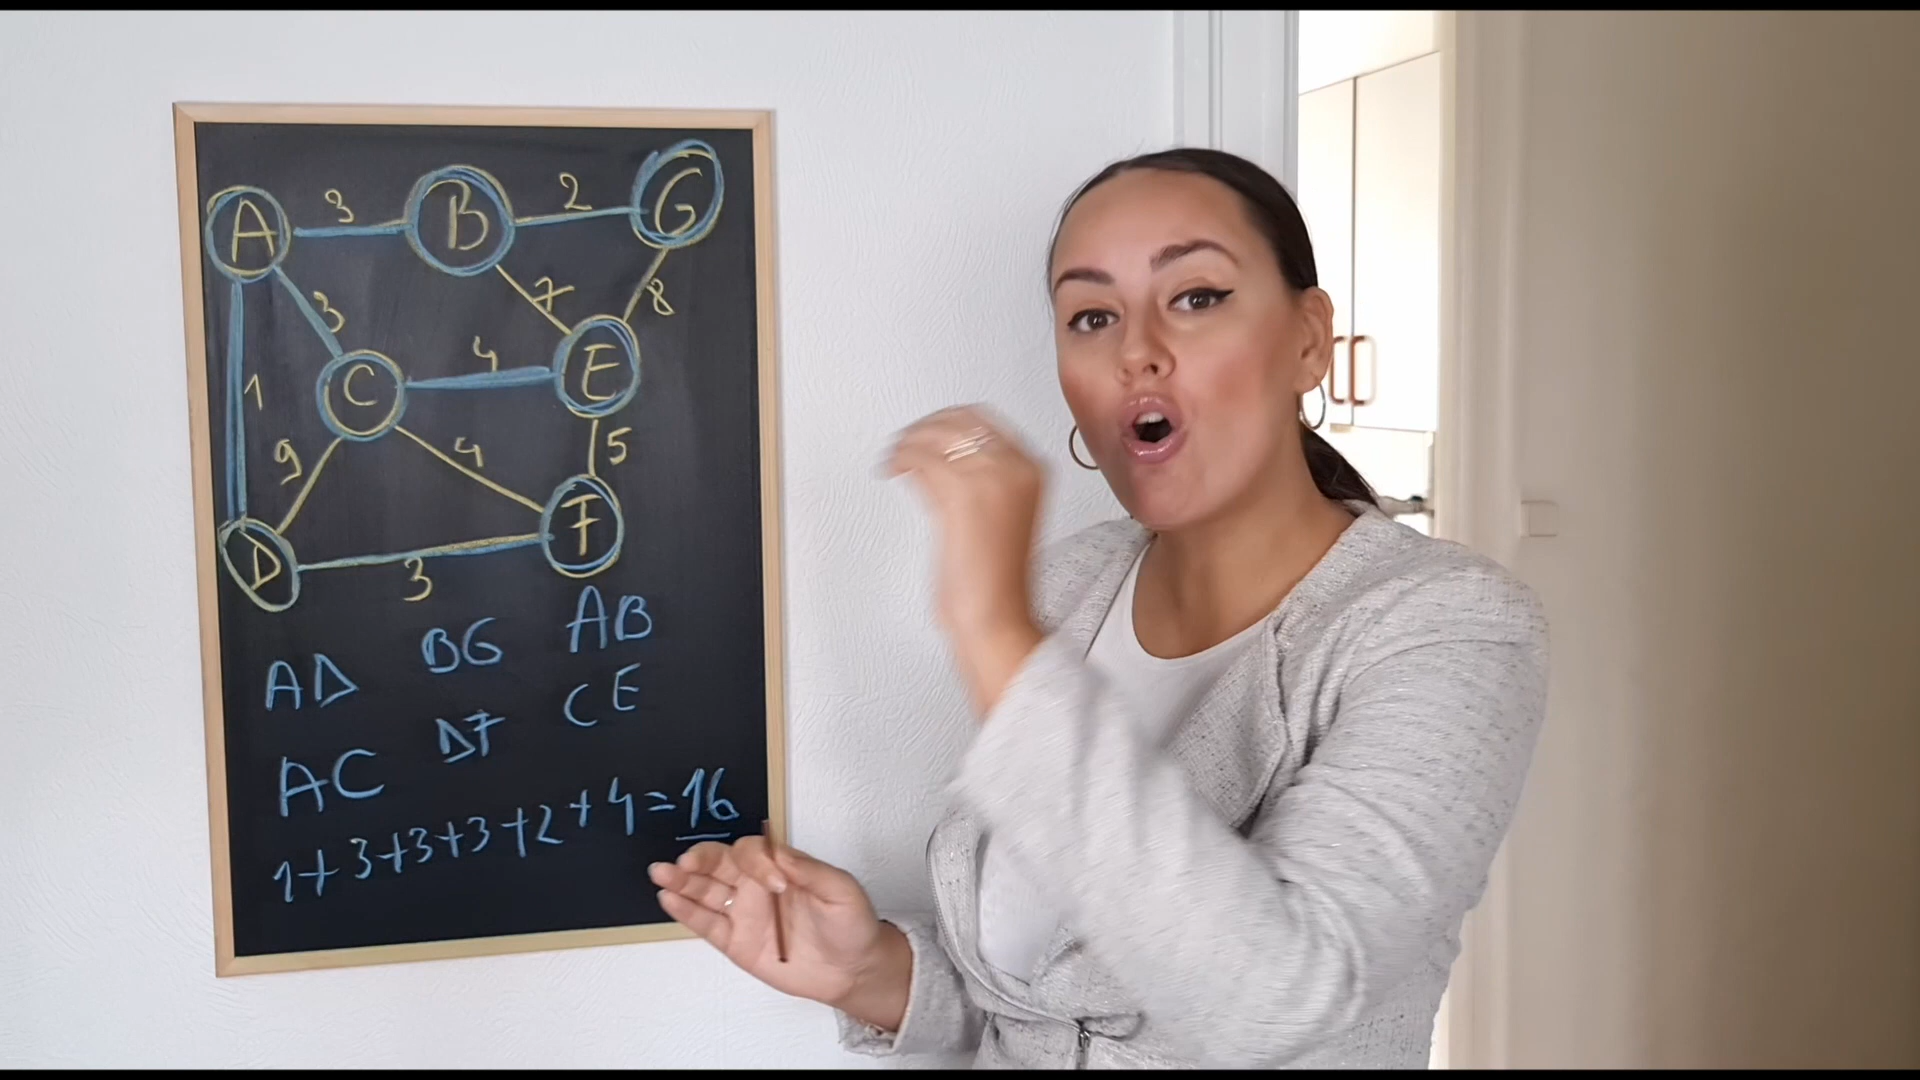 A 3 B 2 G
3 7 8
1 C 4 E
9 4 5
D 3 F
AD BG AB
AC DF CE
1+3+3+3+2+4=16